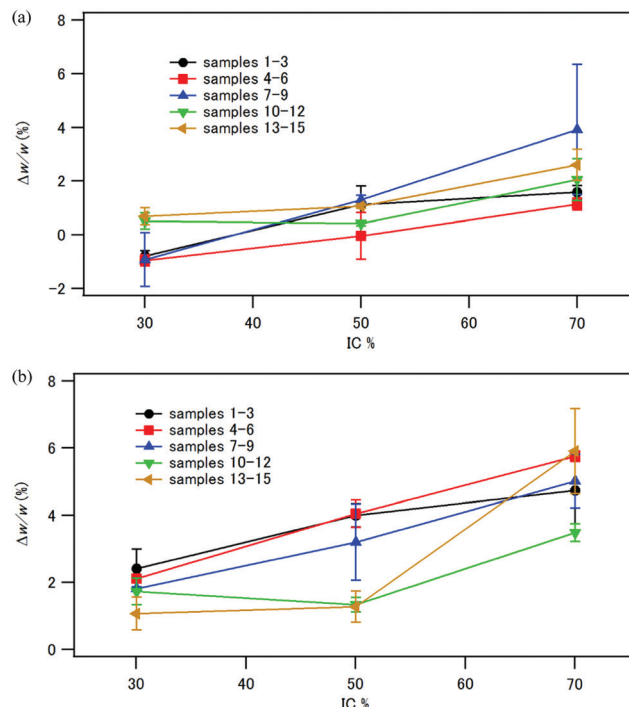 (a)
8
6
4
2
0
−2
Δw/w (%)
samples 1−3
samples 4−6
samples 7−9
samples 10−12
samples 13−15
30 40 50 60 70
IC %
(b)
8
6
4
2
0
Δw/w (%)
samples 1−3
samples 4−6
samples 7−9
samples 10−12
samples 13−15
30 40 50 60 70
IC %